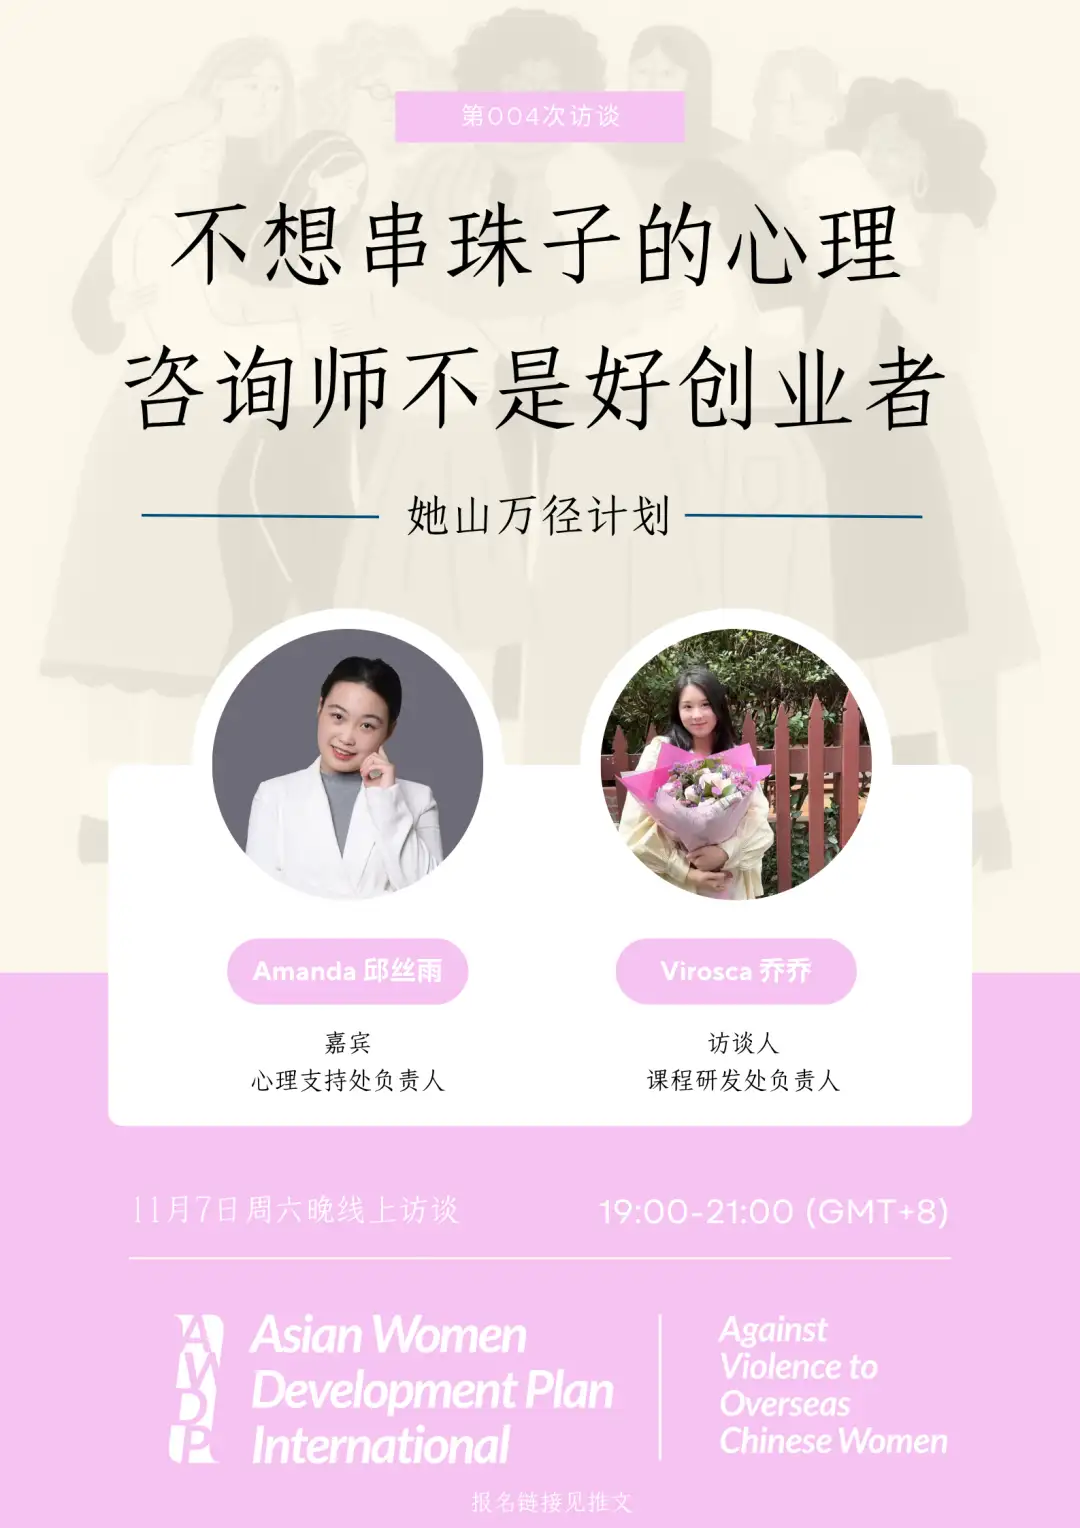 第004次访谈
不想串珠子的心理
咨询师不是好创业者
她山万径计划
Amanda 邱丝雨
嘉宾
心理支持处负责人
Virosca 乔乔
访谈人
课程研发处负责人
11月7日周六晚线上访谈
19:00-21:00 (GMT+8)
AWDP
Asian Women
Development Plan
International
Against
Violence to
Overseas
Chinese Women
报名链接见推文